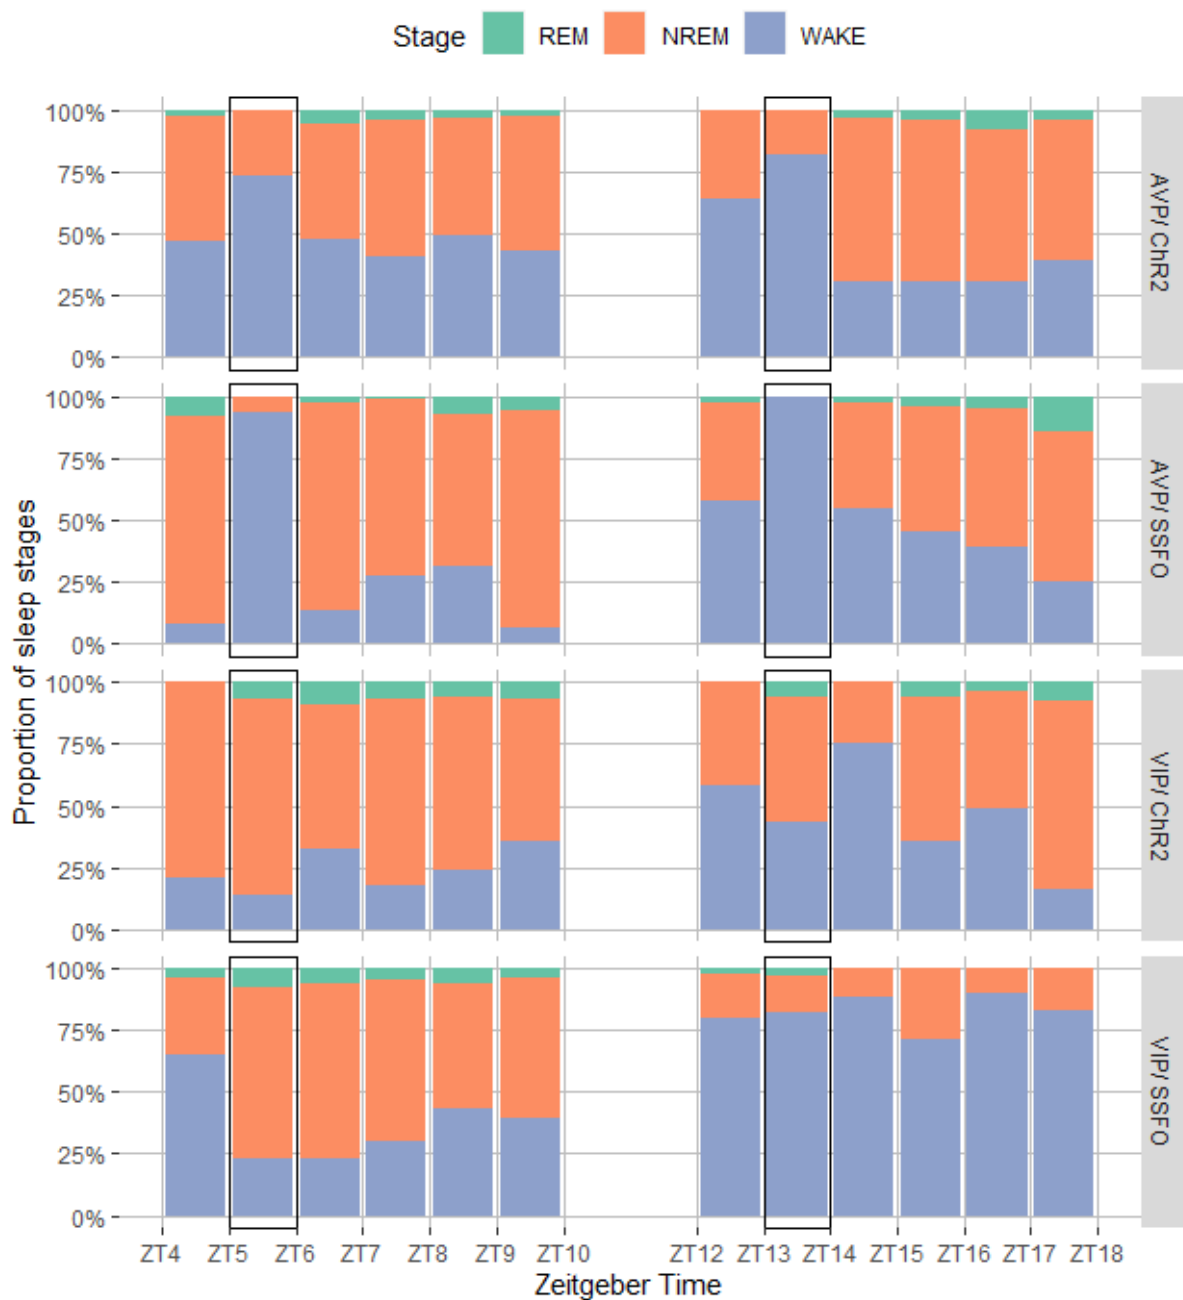 Stage REM NREM WAKE
100%
75%
50%
25%
0%
AVP/ ChR2
100%
75%
50%
25%
0%
AVP/ SSFO
100%
75%
50%
25%
0%
VIP/ ChR2
100%
75%
50%
25%
0%
VIP/ SSFO
Proportion of sleep stages
ZT4 ZT5 ZT6 ZT7 ZT8 ZT9 ZT10 ZT12 ZT13 ZT14 ZT15 ZT16 ZT17 ZT18
Zeitgeber Time